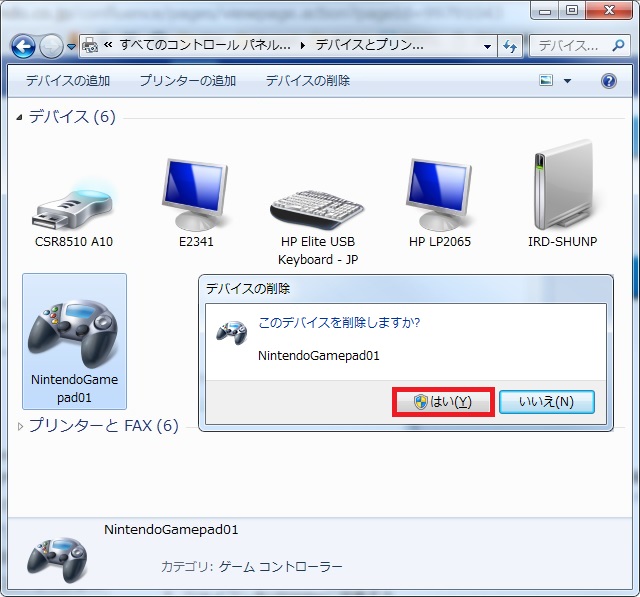 « すべてのコントロール パネル... ▸ デバイスとプリン...
デバイス...
デバイスの追加 プリンターの追加 デバイスの削除
デバイス (6)
CSR8510 A10
E2341
HP Elite USB
Keyboard - JP
HP LP2065
IRD-SHUNP
NintendoGame
pad01
デバイスの削除
このデバイスを削除しますか?
NintendoGamepad01
はい(Y) いいえ(N)
プリンターと FAX (6)
NintendoGamepad01
カテゴリ: ゲーム コントローラー